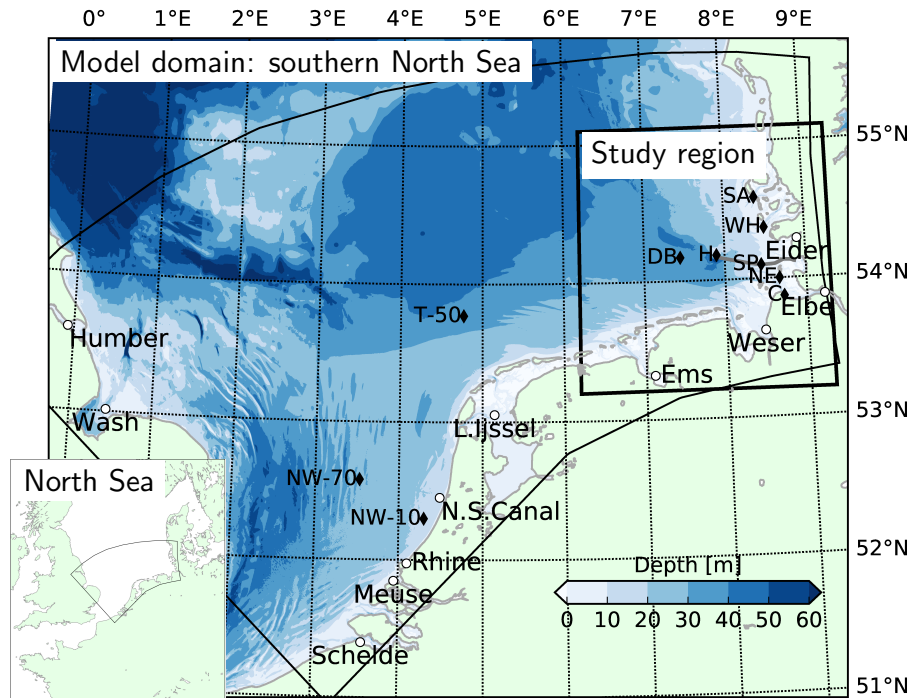 0° 1°E 2°E 3°E 4°E 5°E 6°E 7°E 8°E 9°E
Model domain: southern North Sea
55°N
Study region
SA
WH
Eider
DB
H
SP
54°N
NE
C
Elbe
T-50
Humber
Weser
Ems
53°N
Wash
L.Ijssel
North Sea
NW-70
N.S.Canal
NW-10
52°N
Rhine
Depth [m]
Meuse
0 10 20 30 40 50 60
Schelde
51°N